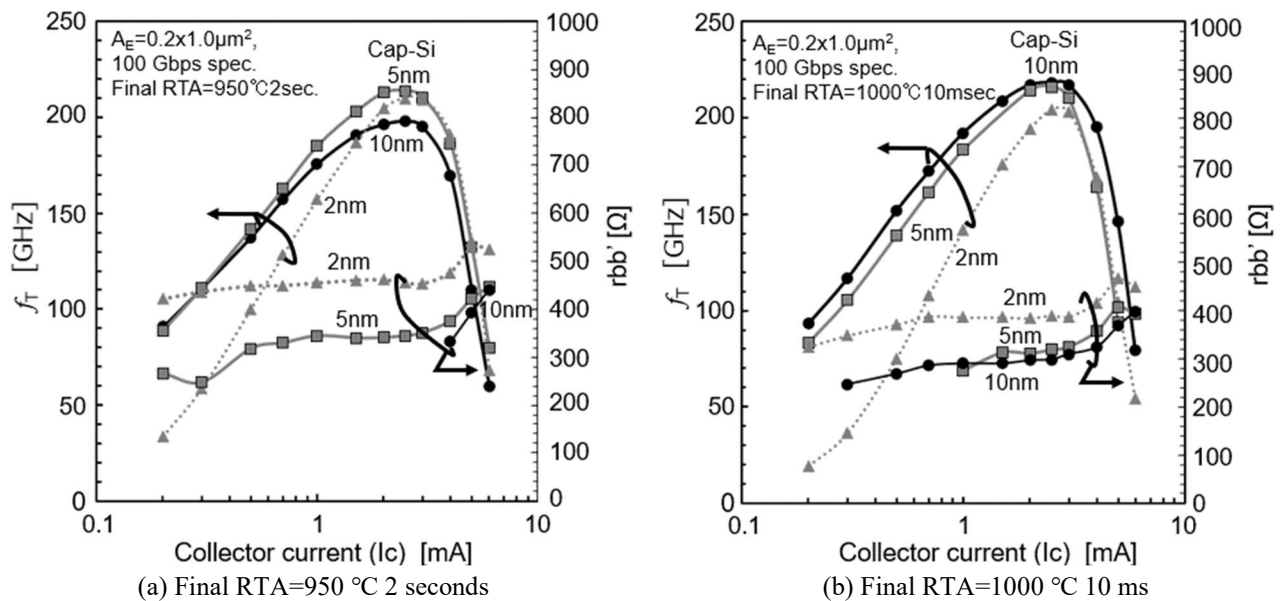 250
200
150
100
50
0
f_T [GHz]
A_E=0.2x1.0μm²,
100 Gbps spec.
Final RTA=950℃2sec.
Cap-Si
5nm
10nm
2nm
2nm
5nm
10nm
1000
900
800
700
600
500
400
300
200
100
0
rbb' [Ω]
0.1
1
10
Collector current (Ic) [mA]
(a) Final RTA=950 ℃ 2 seconds
250
200
150
100
50
0
f_T [GHz]
A_E=0.2x1.0μm²,
100 Gbps spec.
Final RTA=1000℃10msec.
Cap-Si
10nm
5nm
2nm
2nm
5nm
10nm
1000
900
800
700
600
500
400
300
200
100
0
rbb' [Ω]
0.1
1
10
Collector current (Ic) [mA]
(b) Final RTA=1000 ℃ 10 ms